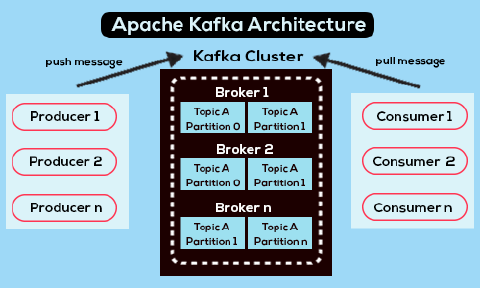 Apache Kafka Architecture
push message
Kafka Cluster
pull message
Producer 1
Producer 2
Producer n
Broker 1
Topic A
Partition 0
Topic A
Partition 1
Broker 2
Topic A
Partition 0
Topic A
Partition 1
Broker n
Topic A
Partition 1
Topic A
Partition n
Consumer 1
Consumer 2
Consumer n